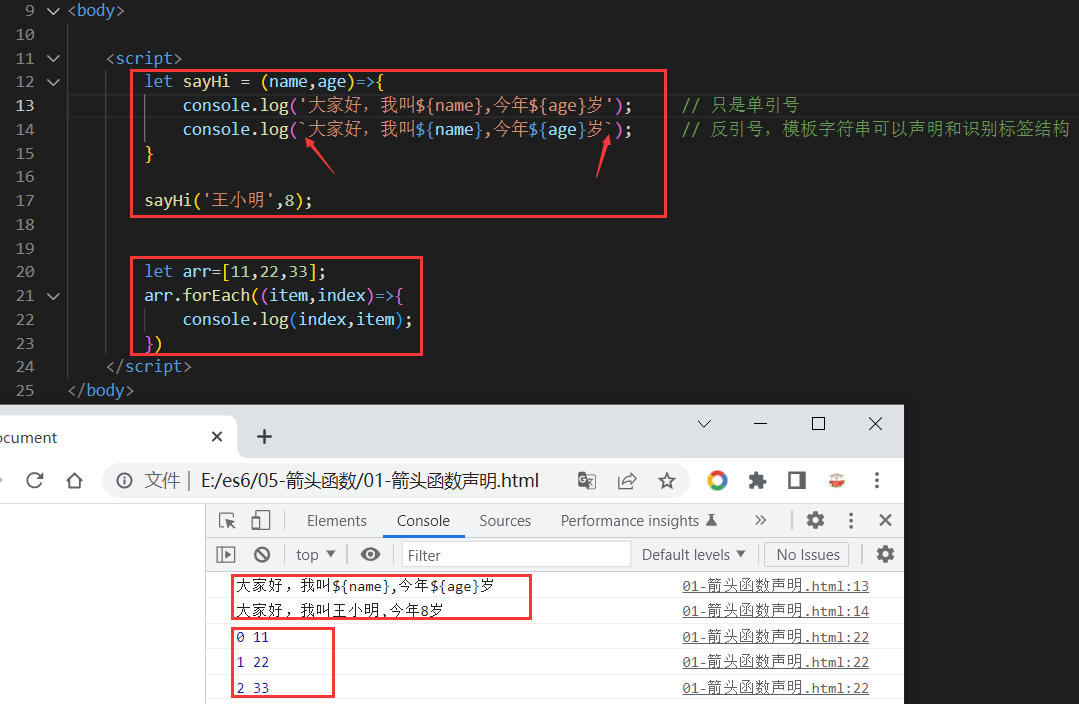 9 <body>
10
11 <script>
12 let sayHi = (name,age)=>{
13 console.log('大家好，我叫${name},今年${age}岁'); // 只是单引号
14 console.log(`大家好，我叫${name},今年${age}岁`); // 反引号，模板字符串可以声明和识别标签结构
15 }
16
17 sayHi('王小明',8);
18
19
20 let arr=[11,22,33];
21 arr.forEach((item,index)=>{
22 console.log(index,item);
23 })
24 </script>
25 </body>
ocument
文件 E:/es6/05-箭头函数/01-箭头函数声明.html
Elements Console Sources Performance insights
top Filter Default levels No Issues
大家好，我叫${name},今年${age}岁 01-箭头函数声明.html:13
大家好，我叫王小明,今年8岁 01-箭头函数声明.html:14
0 11 01-箭头函数声明.html:22
1 22 01-箭头函数声明.html:22
2 33 01-箭头函数声明.html:22